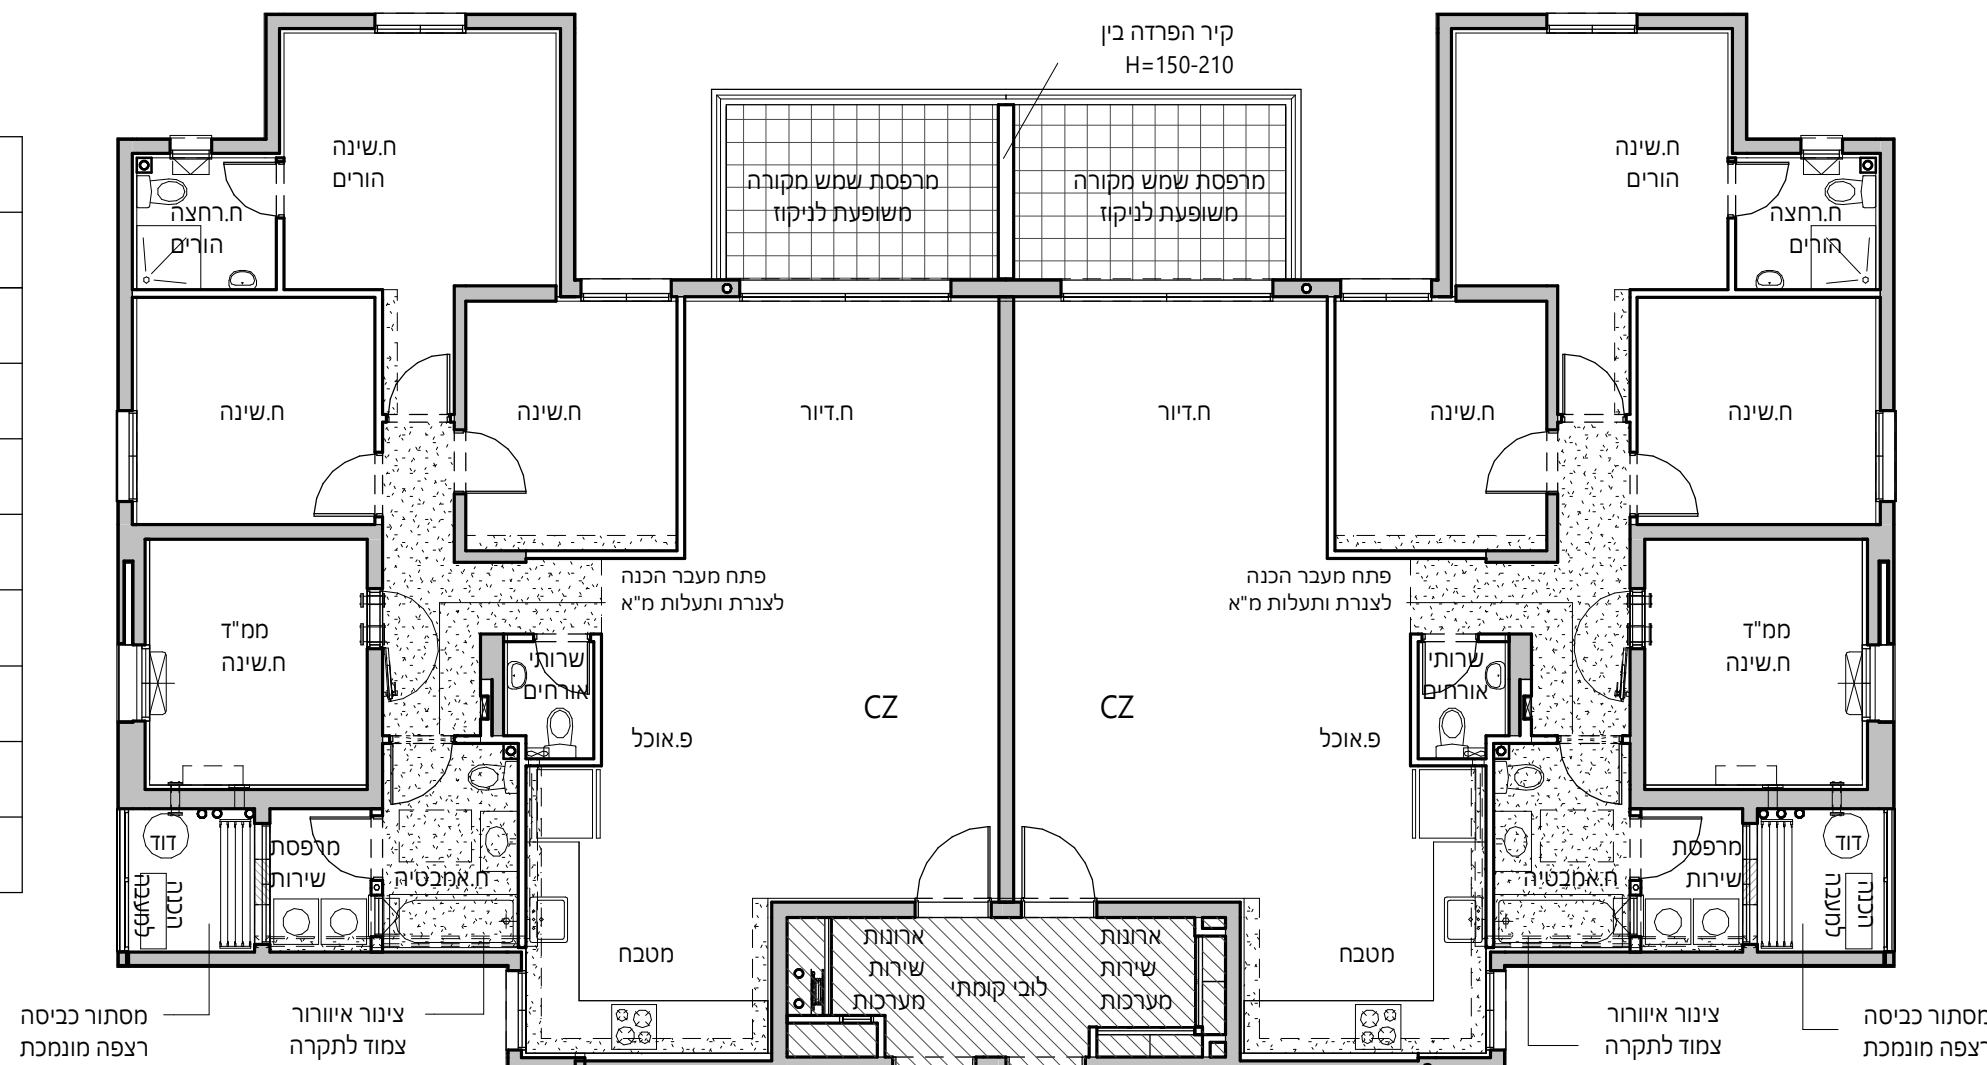 קיר הפרדה בין
H=150-210
ח.שינה
הורים
ח.שינה
הורים
מרפסת שמש מקורה
משופעת לניקוז
מרפסת שמש מקורה
משופעת לניקוז
ח.רחצה
הורים
ח.רחצה
הורים
ח.שינה
ח.שינה
ח.דיור
ח.דיור
ח.שינה
ח.שינה
פתח מעבר הכנה
לצנרת ותעלות מ"א
פתח מעבר הכנה
לצנרת ותעלות מ"א
ממ"ד
ח.שינה
ממ"ד
ח.שינה
שרותי
אורחים
שרותי
אורחים
CZ
CZ
פ.אוכל
פ.אוכל
דוד
מרפסת
שירות
ח.אמבטיה
הכנה
למעבה
ח.אמבטיה
מרפסת
שירות
דוד
הכנה
למעבה
מטבח
מטבח
ארונות
שירות
מערכות
לובי קומתי
ארונות
שירות
מערכות
מסתור כביסה
רצפה מונמכת
צינור איוורור
צמוד לתקרה
צינור איוורור
צמוד לתקרה
מסתור כביסה
רצפה מונמכת